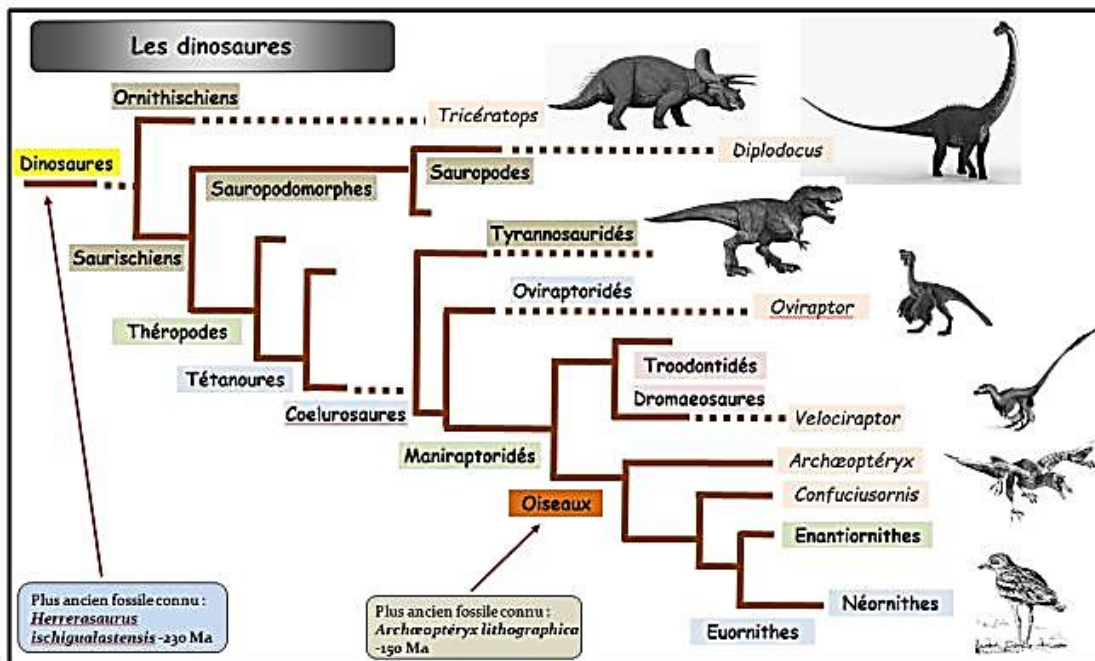 Les dinosaures
Ornithischiens
Tricératops
Dinosaures
Diplodocus
Sauropodes
Sauropodomorphes
Tyrannosauridés
Saurischiens
Oviraptoridés
Oviraptor
Théropodes
Troodontidés
Tétanoures
Dromaeosaures
Coelurosaures
Velociraptor
Maniraptoridés
Archæoptéryx
Confuciusornis
Oiseaux
Enantiornithes
Néornithes
Euornithes
Plus ancien fossile connu :
Herrerasaurus
ischigualastensis -230 Ma
Plus ancien fossile connu :
Archæoptéryx lithographica
-150 Ma